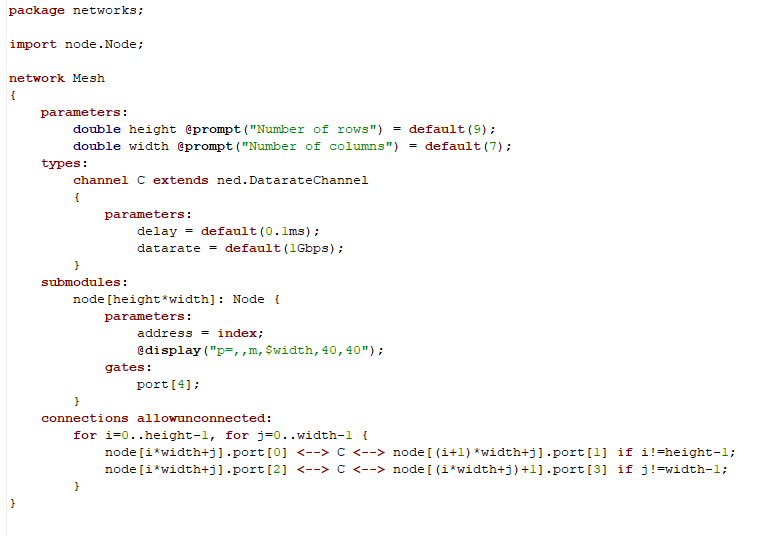 package networks;
import node.Node;
network Mesh
{
    parameters:
        double height @prompt("Number of rows") = default(9);
        double width @prompt("Number of columns") = default(7);
    types:
        channel C extends ned.DatarateChannel
        {
            parameters:
                delay = default(0.1ms);
                datarate = default(1Gbps);
        }
    submodules:
        node[height*width]: Node {
            parameters:
                address = index;
                @display("p=,,m,$width,40,40");
            gates:
                port[4];
        }
    connections allowunconnected:
        for i=0..height-1, for j=0..width-1 {
            node[i*width+j].port[0] <--> C <--> node[(i+1)*width+j].port[1] if i!=height-1;
            node[i*width+j].port[2] <--> C <--> node[(i*width+j)+1].port[3] if j!=width-1;
        }
}